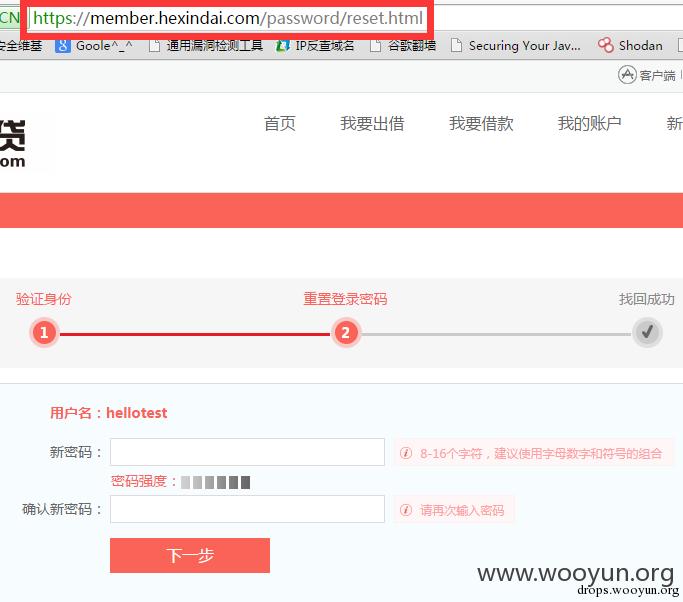 CN https://member.hexindai.com/password/reset.html
安全维基 Goole^_^ 通用漏洞检测工具 IP反查域名 谷歌翻墙 Securing Your Jav... Shodan
客户端
贷 首页 我要出借 我要借款 我的账户 新
om
验证身份 重置登录密码 找回成功
1 2
用户名：hellotest
新密码： 8-16个字符，建议使用字母数字和符号的组合
密码强度：
确认新密码： 请再次输入密码
下一步
www.wooyun.org
drops.wooyun.org